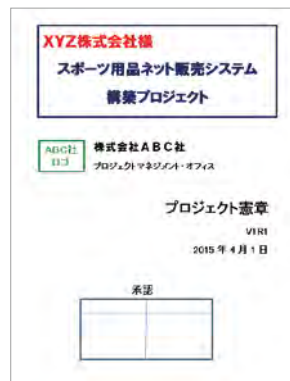 XYZ株式会社様
スポーツ用品ネット販売システム
構築プロジェクト
ABC社
ロゴ
株式会社ABC社
プロジェクトマネジメント・オフィス
プロジェクト憲章
V1R1
2015年4月1日
承認